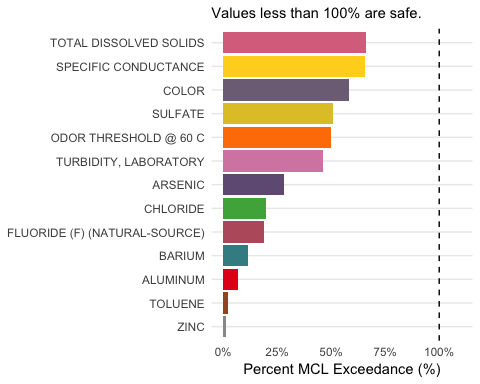 Values less than 100% are safe.
TOTAL DISSOLVED SOLIDS
SPECIFIC CONDUCTANCE
COLOR
SULFATE
ODOR THRESHOLD @ 60 C
TURBIDITY, LABORATORY
ARSENIC
CHLORIDE
FLUORIDE (F) (NATURAL-SOURCE)
BARIUM
ALUMINUM
TOLUENE
ZINC
0% 25% 50% 75% 100%
Percent MCL Exceedance (%)